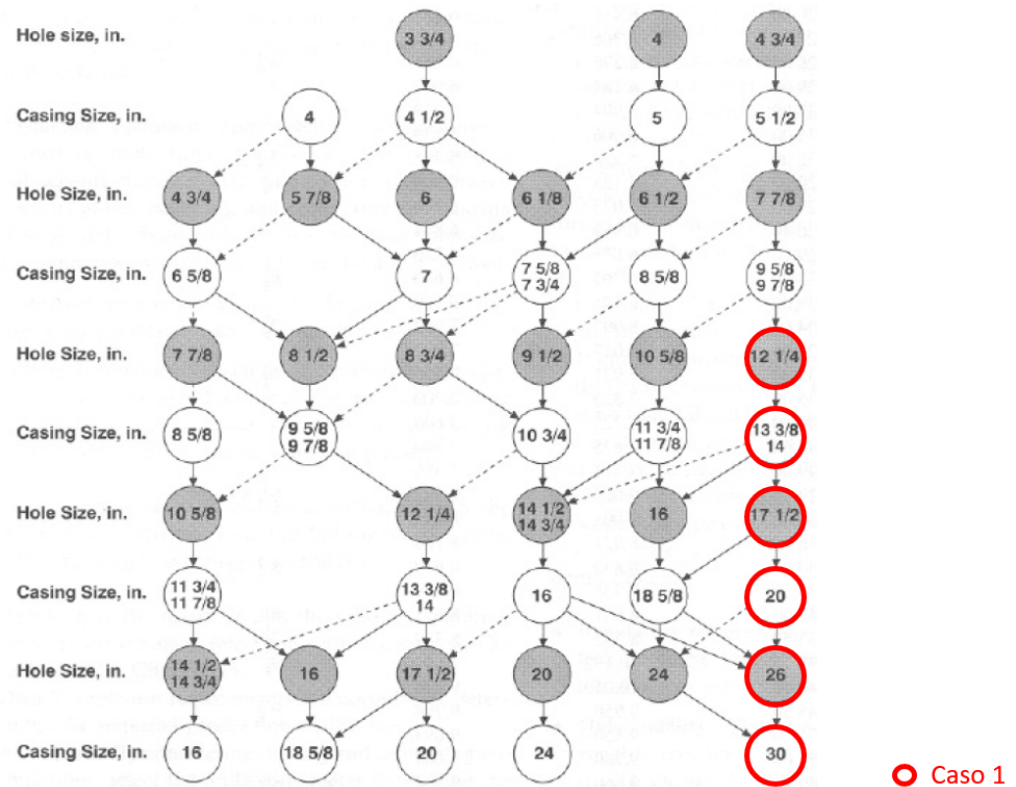 Hole size, in. 3 3/4 4 4 3/4
Casing Size, in. 4 4 1/2 5 5 1/2
Hole Size, in. 4 3/4 5 7/8 6 6 1/8 6 1/2 7 7/8
Casing Size, in. 6 5/8 7 7 5/8 7 3/4 8 5/8 9 5/8 9 7/8
Hole Size, in. 7 7/8 8 1/2 8 3/4 9 1/2 10 5/8 12 1/4
Casing Size, in. 8 5/8 9 5/8 9 7/8 10 3/4 11 3/4 11 7/8 13 3/8 14
Hole Size, in. 10 5/8 12 1/4 14 1/2 14 3/4 16 17 1/2
Casing Size, in. 11 3/4 11 7/8 13 3/8 14 16 18 5/8 20
Hole Size, in. 14 1/2 14 3/4 16 17 1/2 20 24 26
Casing Size, in. 16 18 5/8 20 24 30
Caso 1